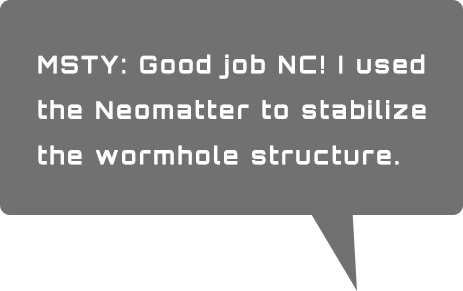 MSTY: Good job NC! I used
the Neomatter to stabilize
the wormhole structure.